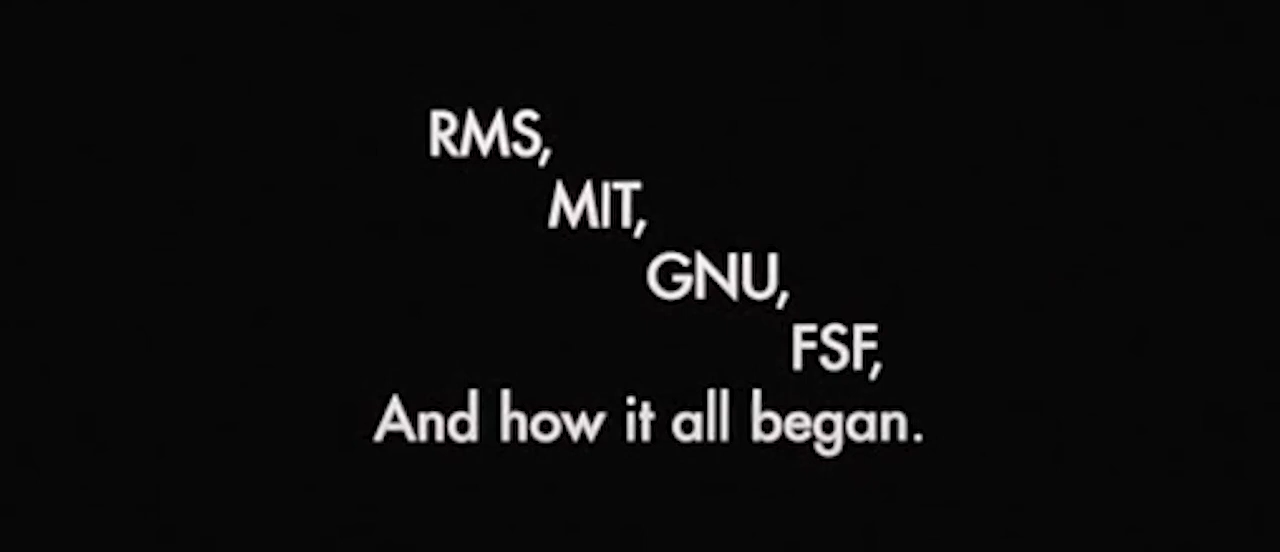 RMS,
MIT,
GNU,
FSF,
And how it all began.